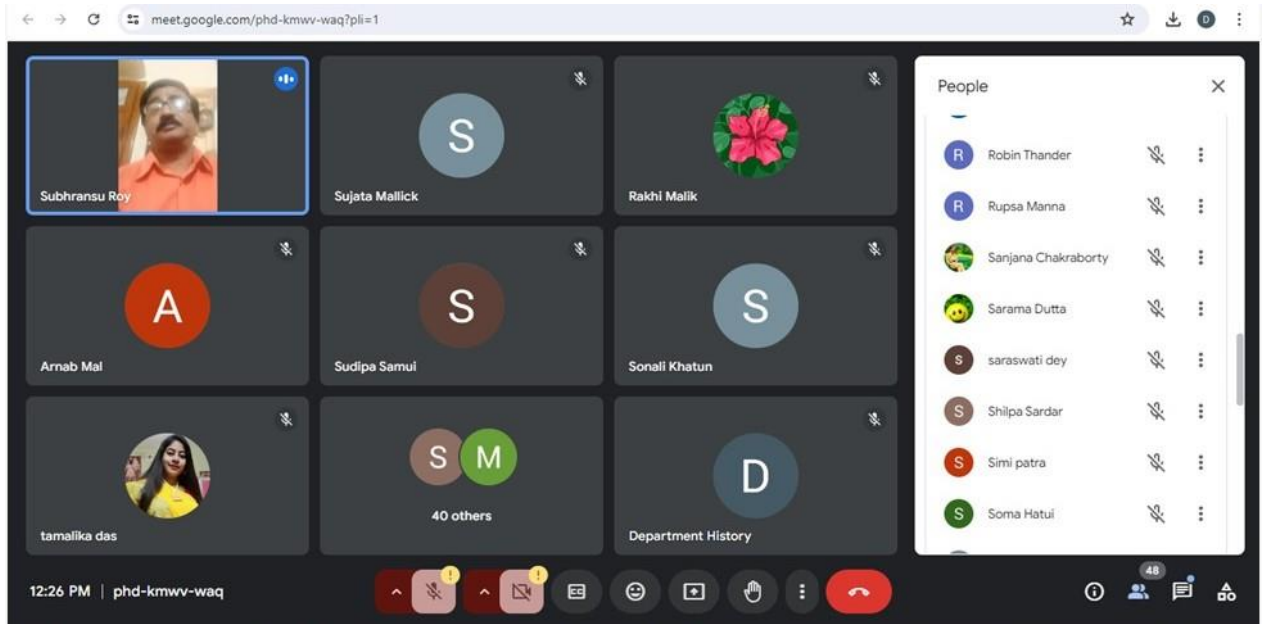 meet.google.com/phd-kmwv-waq?pli=1
D
Subhransu Roy
S
Sujata Mallick
Rakhi Malik
A
Arnab Mal
S
Sudipa Samui
S
Sonali Khatun
tamalika das
S M
40 others
D
Department History
People
R Robin Thander
R Rupsa Manna
Sanjana Chakraborty
Sarama Dutta
s saraswati dey
S Shilpa Sardar
S Simi patra
S Soma Hatui
12:26 PM | phd-kmwv-waq
!
!
CC
48